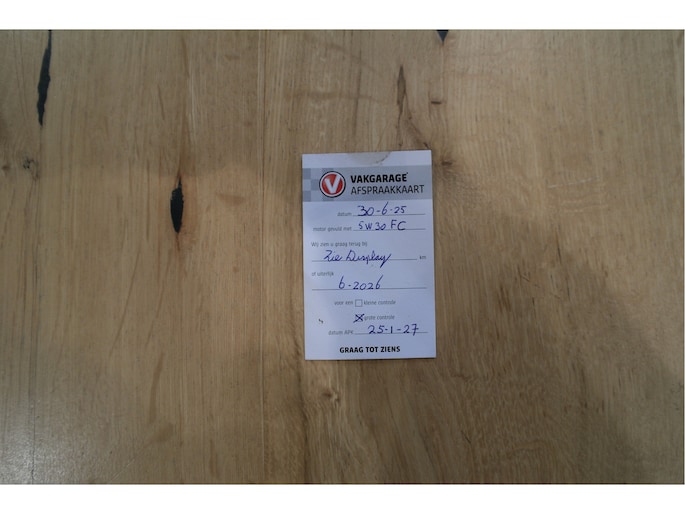 V VAKGARAGE
AFSPRAAKKAART
datum 30-6-25
motor gevuld met 5W30 FC
Wij zien u graag terug bij
Zie Display km
of uiterlijk
6-2026
voor een kleine controle
grote controle
datum APK 25-1-27
GRAAG TOT ZIENS